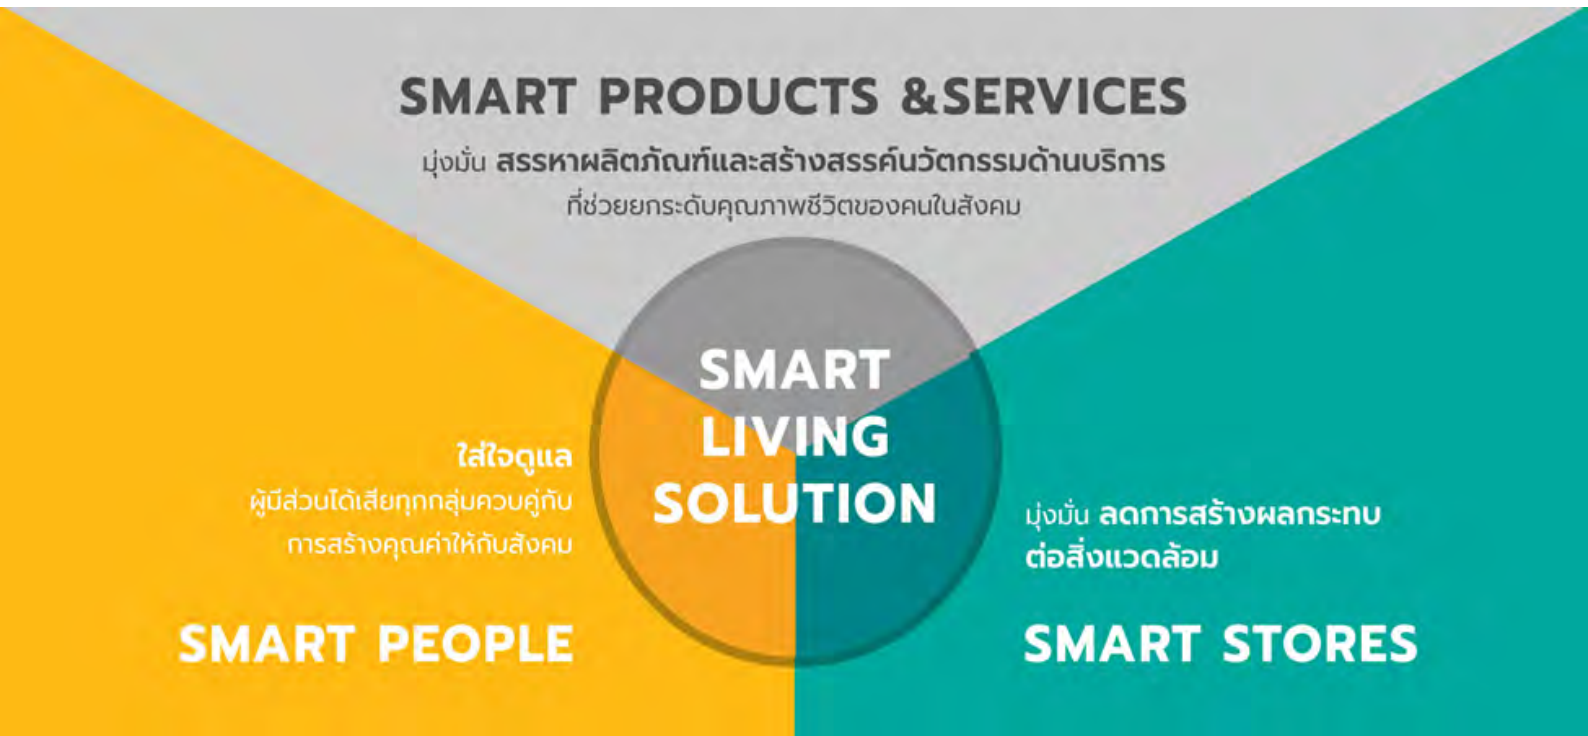 SMART PRODUCTS &SERVICES
มุ่งมั่น สรรหาผลิตภัณฑ์และสร้างสรรค์นวัตกรรมด้านบริการ
ที่ช่วยยกระดับคุณภาพชีวิตของคนในสังคม
SMART
LIVING
SOLUTION
ใส่ใจดูแล
ผู้มีส่วนได้เสียทุกกลุ่มควบคู่กับ
การสร้างคุณค่าให้กับสังคม
SMART PEOPLE
มุ่งมั่น ลดการสร้างผลกระทบ
ต่อสิ่งแวดล้อม
SMART STORES